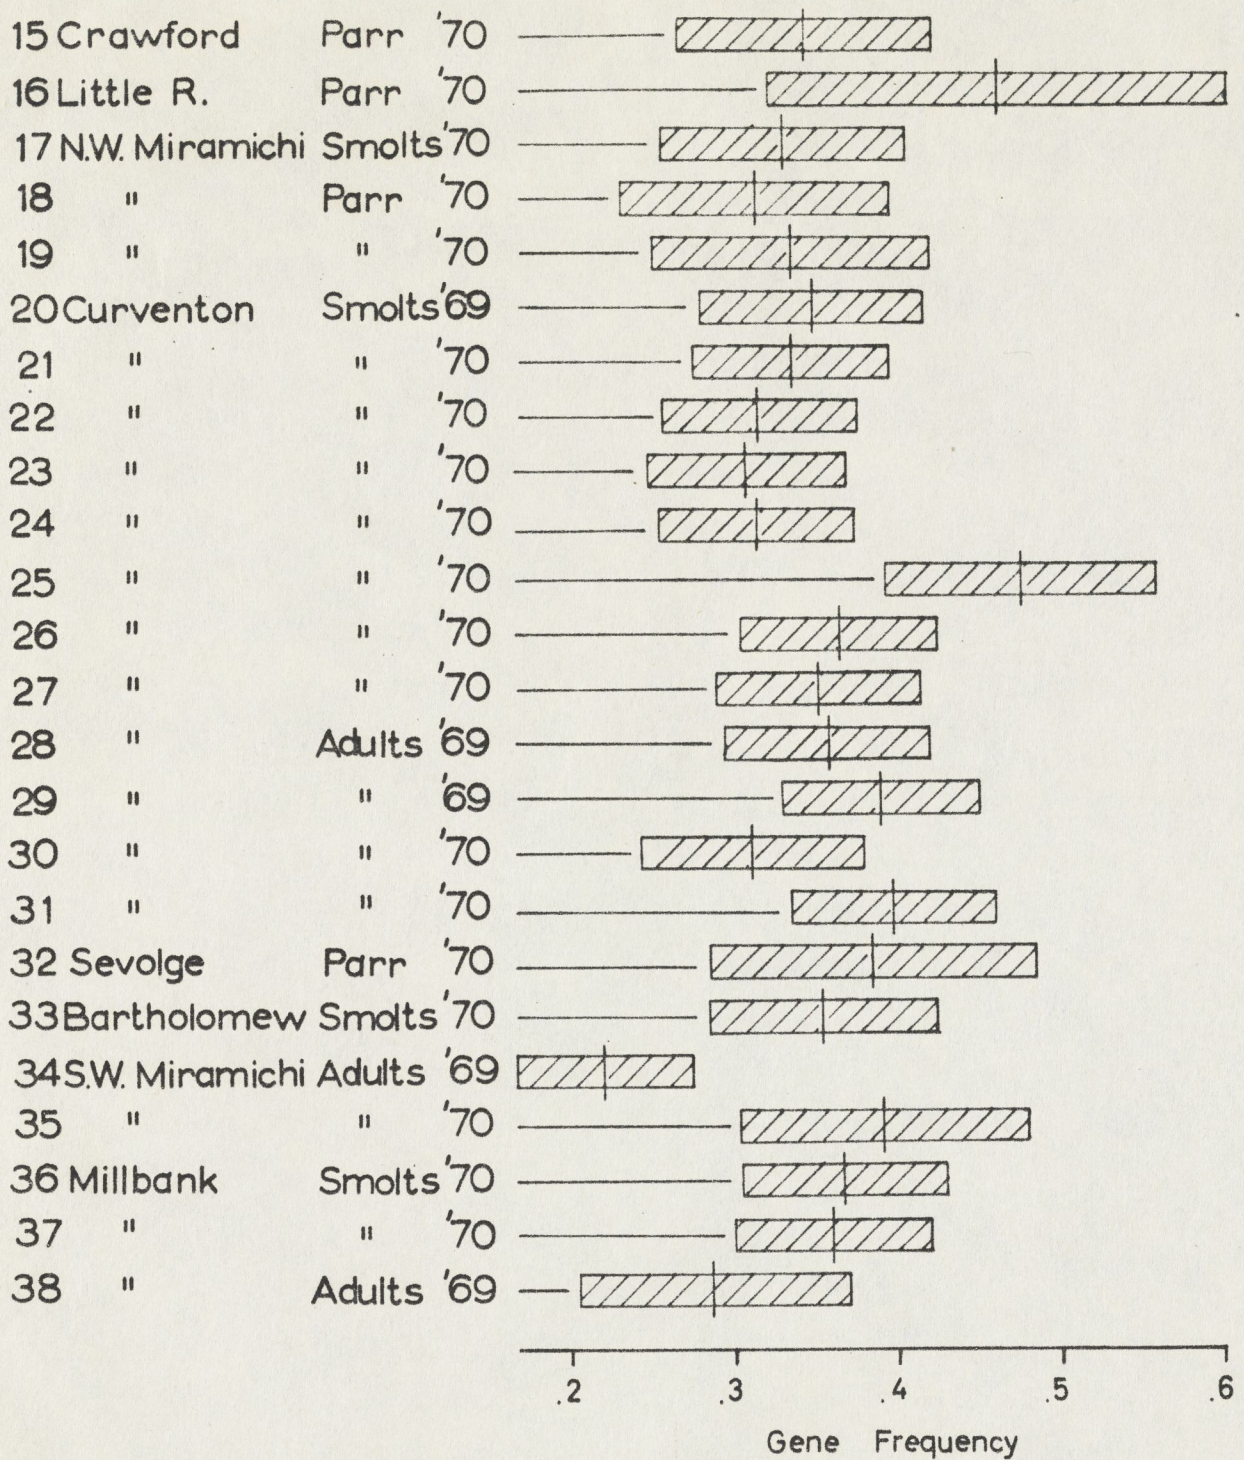 15 Crawford Parr '70
16 Little R. Parr '70
17 N.W. Miramichi Smolts '70
18 " Parr '70
19 " " '70
20 Curventon Smolts '69
21 " " '70
22 " " '70
23 " " '70
24 " " '70
25 " " '70
26 " " '70
27 " " '70
28 " Adults '69
29 " " '69
30 " " '70
31 " " '70
32 Sevolge Parr '70
33 Bartholomew Smolts '70
34 S.W. Miramichi Adults '69
35 " " '70
36 Millbank Smolts '70
37 " " '70
38 " Adults '69
.2 .3 .4 .5 .6
Gene Frequency